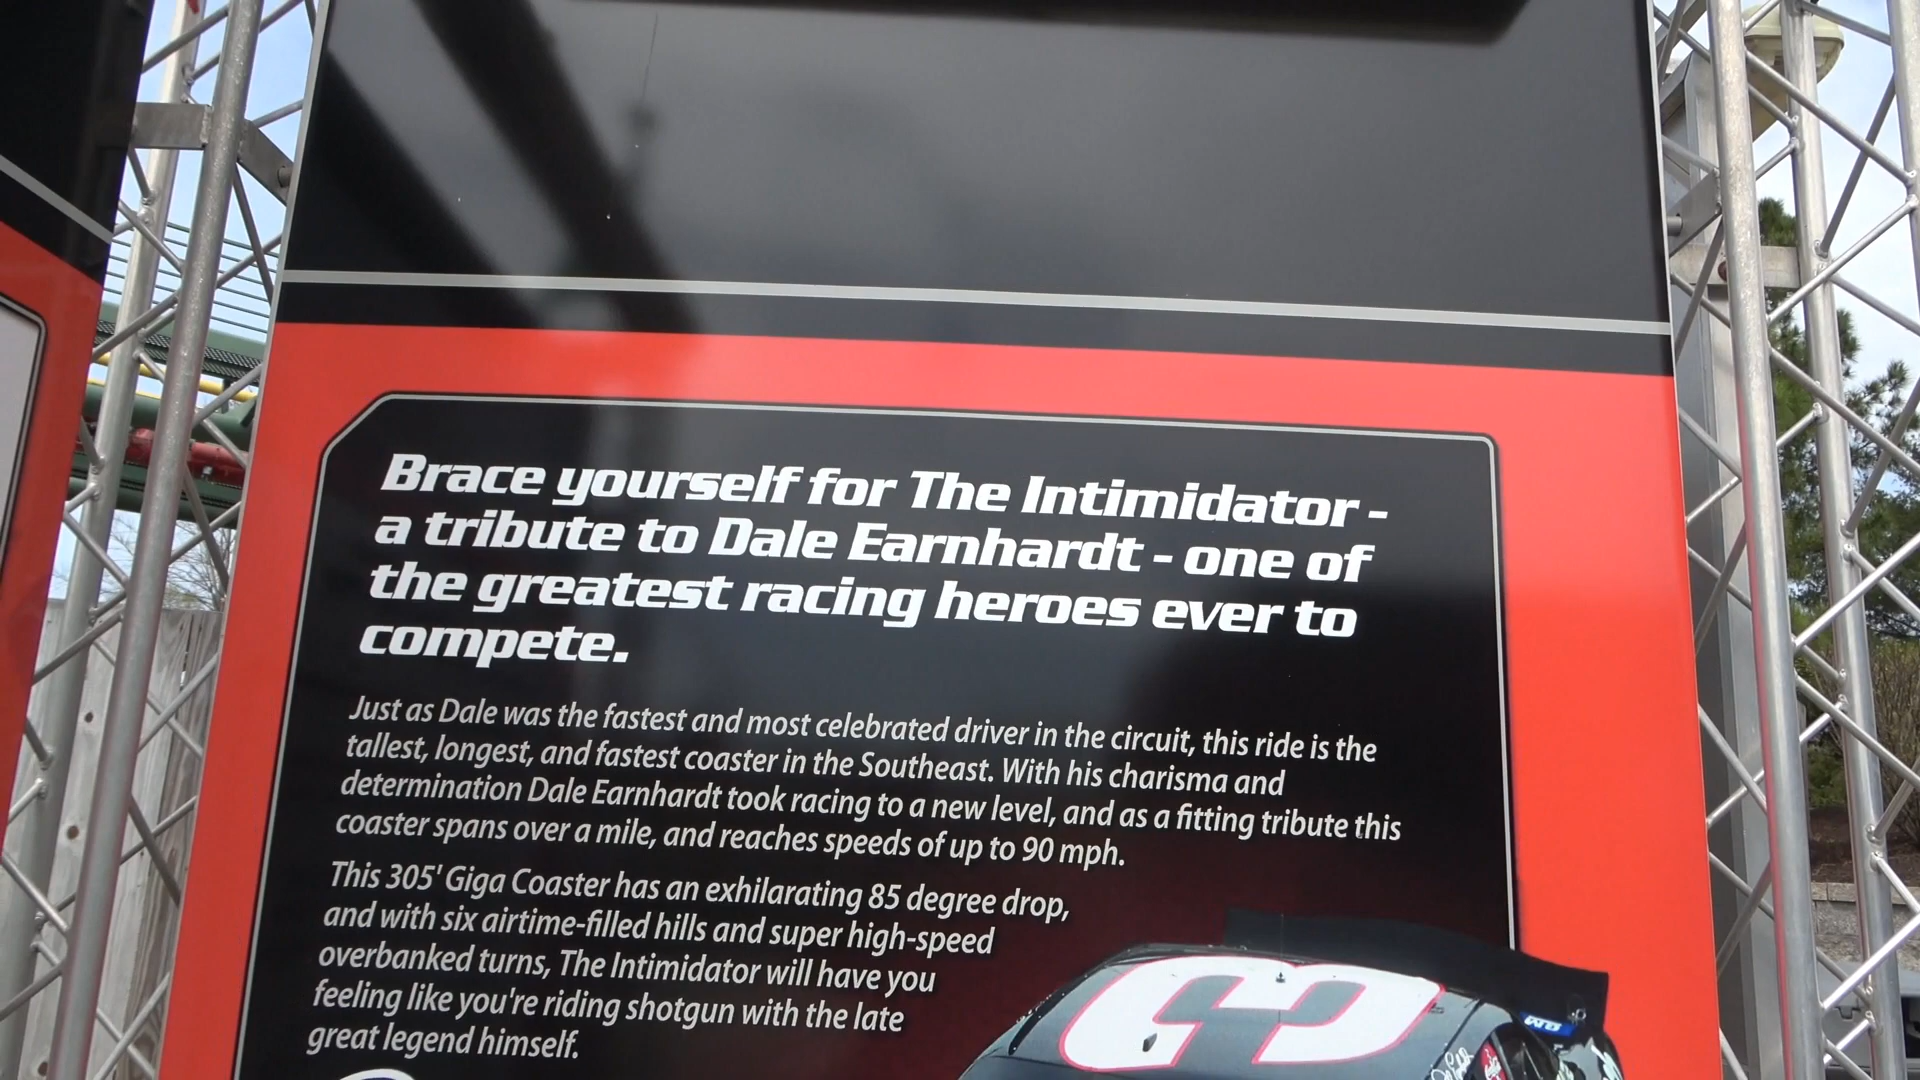 Brace yourself for The Intimidator -
a tribute to Dale Earnhardt - one of
the greatest racing heroes ever to
compete.
Just as Dale was the fastest and most celebrated driver in the circuit, this ride is the
tallest, longest, and fastest coaster in the Southeast. With his charisma and
determination Dale Earnhardt took racing to a new level, and as a fitting tribute this
coaster spans over a mile, and reaches speeds of up to 90 mph.
This 305' Giga Coaster has an exhilarating 85 degree drop,
and with six airtime-filled hills and super high-speed
overbanked turns, The Intimidator will have you
feeling like you're riding shotgun with the late
great legend himself.
3